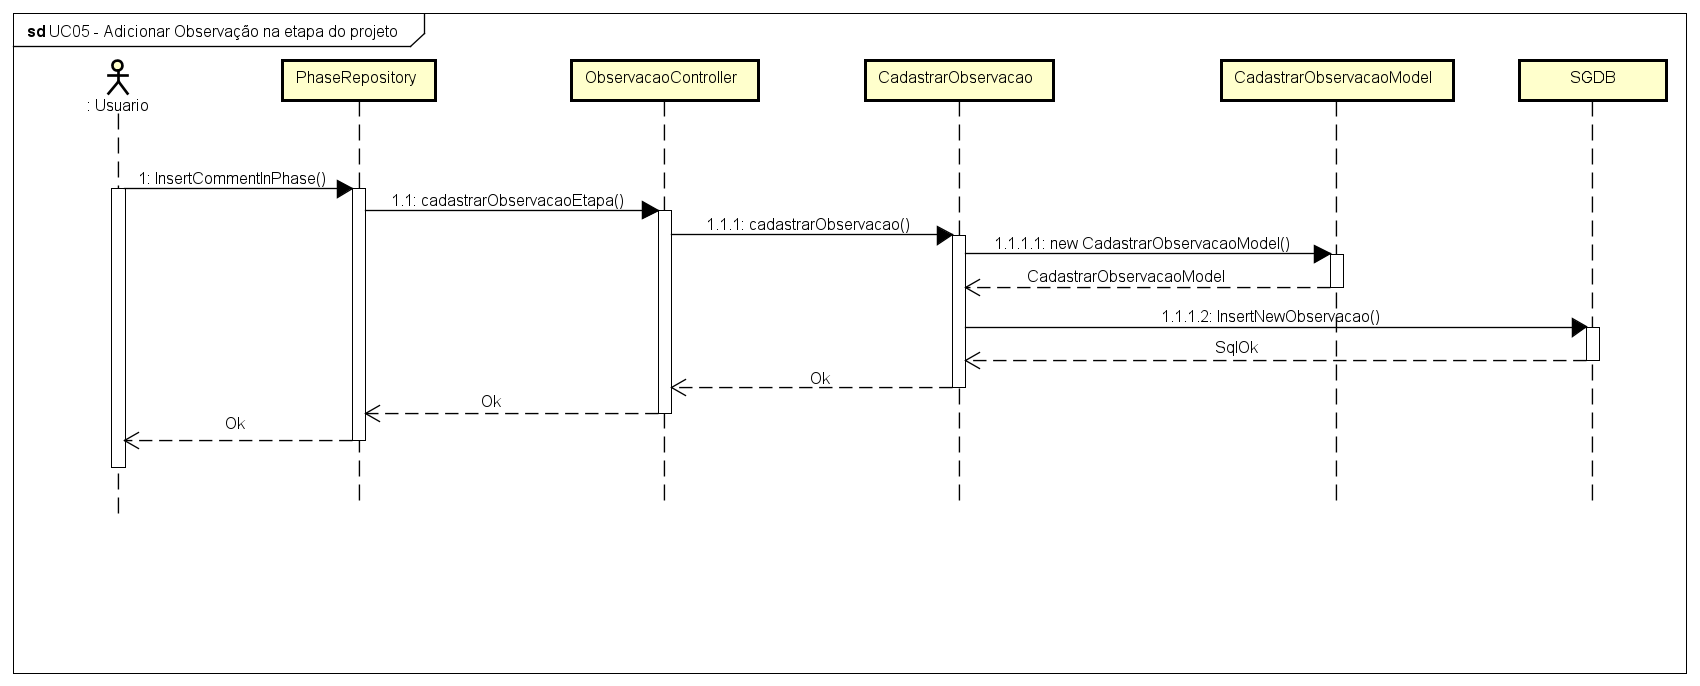 sd UC05 - Adicionar Observação na etapa do projeto
: Usuario
PhaseRepository
ObservacaoController
CadastrarObservacao
CadastrarObservacaoModel
SGDB
1: InsertCommentInPhase()
1.1: cadastrarObservacaoEtapa()
1.1.1: cadastrarObservacao()
1.1.1.1: new CadastrarObservacaoModel()
CadastrarObservacaoModel
1.1.1.2: InsertNewObservacao()
SqlOk
Ok
Ok
Ok